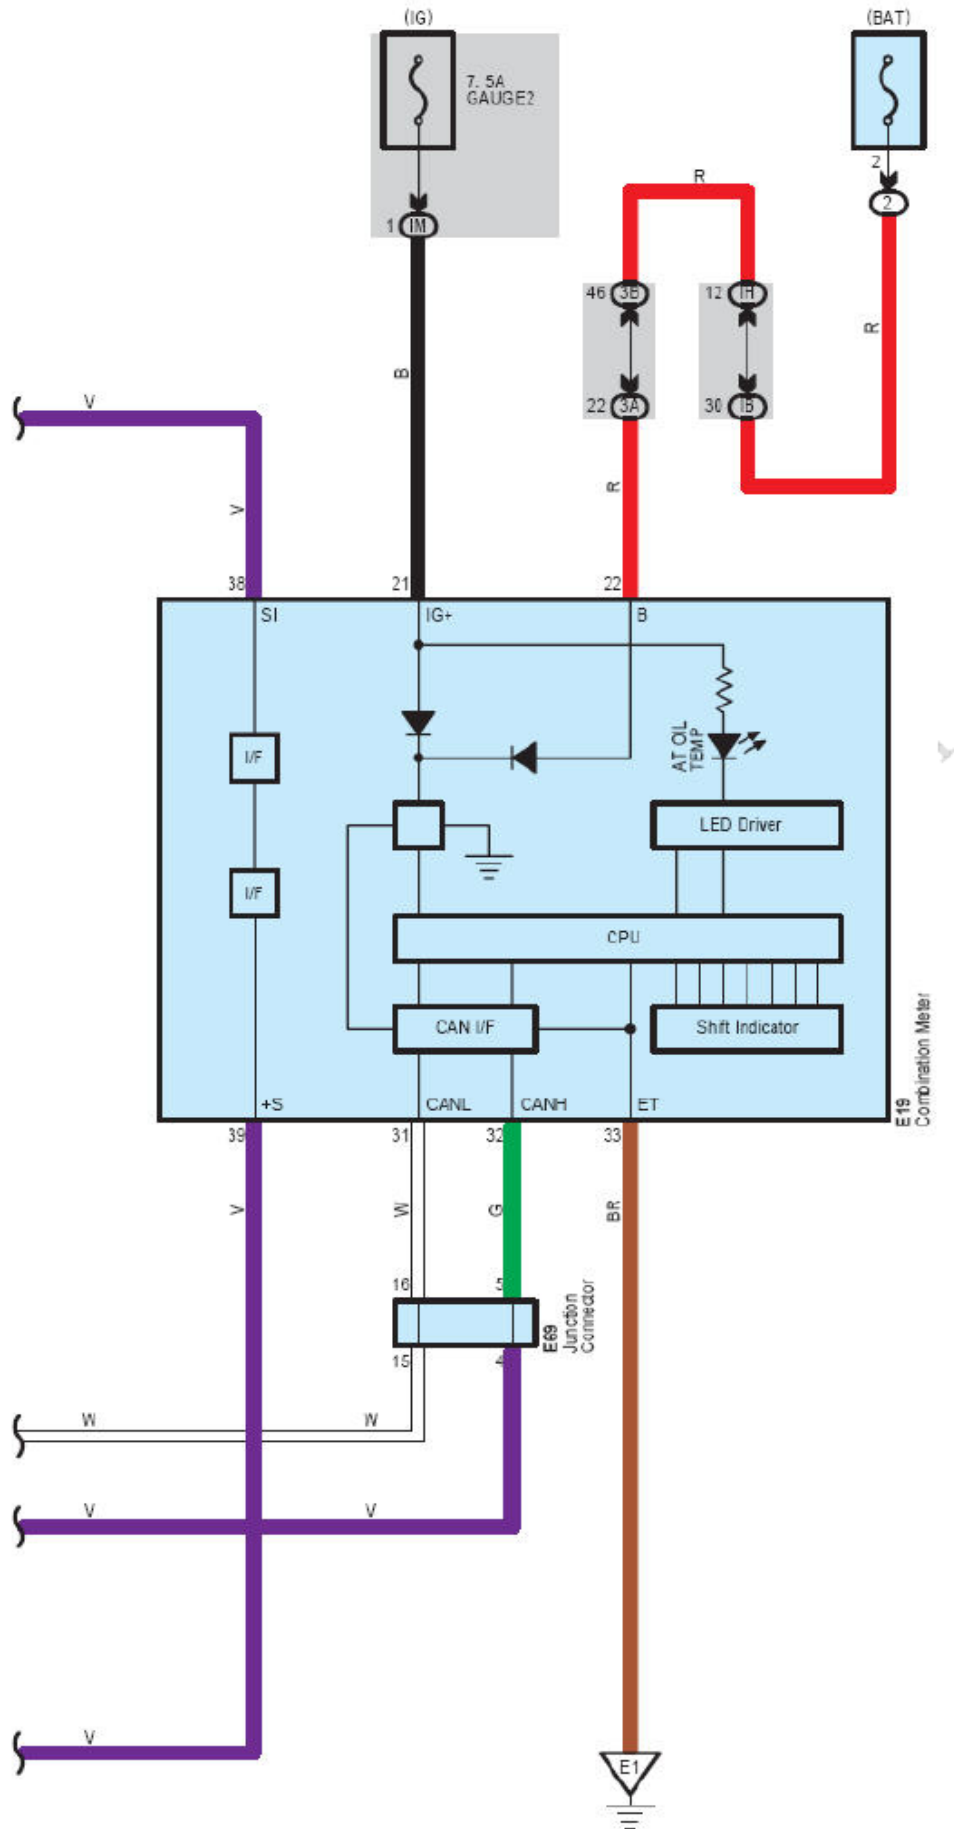 (IG)
(BAT)
7. 5A
GAUGE2
2
2
1
IM
R
46
3B
12
IH
R
B
22
3A
30
IB
V
V
R
38
21
22
SI
IG+
B
AT OIL
TEMP
I/F
LED Driver
I/F
CPU
CAN I/F
Shift Indicator
+S
CANL
CANH
ET
E19
Combination Meter
39
31
32
33
V
W
G
BR
16
5
E69
Junction
Connector
15
4
W
W
V
V
V
E1